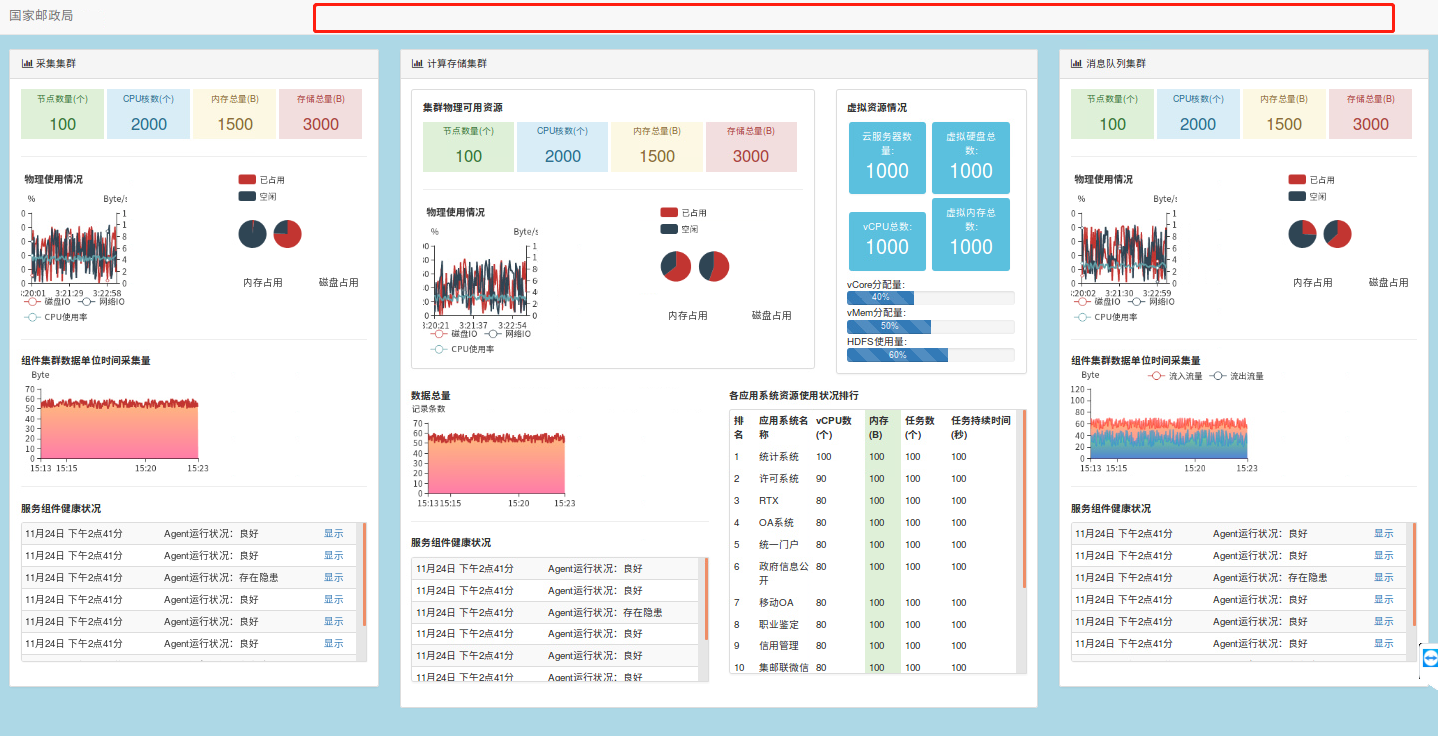 国家邮政局
采集集群
节点数量(个) CPU核数(个) 内存总量(B) 存储总量(B)
100 2000 1500 3000
物理使用情况
已占用
空闲
% Byte/s
0 1
0 1
0 8
0 6
0 4
0 2
0 0
3:20:01 3:21:29 3:22:58
磁盘IO 网络IO
CPU使用率
内存占用 磁盘占用
组件集群数据单位时间采集量
Byte
70
60
50
40
30
20
10
0
15:13 15:15 15:20 15:23
服务组件健康状况
11月24日 下午2点41分 Agent运行状况：良好 显示
11月24日 下午2点41分 Agent运行状况：良好 显示
11月24日 下午2点41分 Agent运行状况：存在隐患 显示
11月24日 下午2点41分 Agent运行状况：良好 显示
11月24日 下午2点41分 Agent运行状况：良好 显示
11月24日 下午2点41分 Agent运行状况：良好 显示
计算存储集群
集群物理可用资源
节点数量(个) CPU核数(个) 内存总量(B) 存储总量(B)
100 2000 1500 3000
物理使用情况
已占用
空闲
% Byte/s
3:20:21 3:21:37 3:22:54
磁盘IO 网络IO
CPU使用率
内存占用 磁盘占用
虚拟资源情况
云服务器数量:
1000
虚拟硬盘总数:
1000
vCPU总数:
1000
虚拟内存总数:
1000
vCore分配量:
40%
vMem分配量:
50%
HDFS使用量:
60%
数据总量
记录条数
70
60
50
40
30
20
10
0
15:13 15:15 15:20 15:23
服务组件健康状况
11月24日 下午2点41分 Agent运行状况：良好
11月24日 下午2点41分 Agent运行状况：良好
11月24日 下午2点41分 Agent运行状况：存在隐患
11月24日 下午2点41分 Agent运行状况：良好
11月24日 下午2点41分 Agent运行状况：良好
11月24日 下午2点41分 Agent运行状况：良好
各应用系统资源使用状况排行
排名 应用系统名称 vCPU数(个) 内存(B) 任务数(个) 任务持续时间(秒)
1 统计系统 100 100 100 100
2 许可系统 90 100 100 100
3 RTX 80 100 100 100
4 OA系统 80 100 100 100
5 统一门户 80 100 100 100
6 政府信息公开 80 100 100 100
7 移动OA 80 100 100 100
8 职业鉴定 80 100 100 100
9 信用管理 80 100 100 100
10 集邮联微信 80 100 100 100
消息队列集群
节点数量(个) CPU核数(个) 内存总量(B) 存储总量(B)
100 2000 1500 3000
物理使用情况
已占用
空闲
% Byte/s
3:20:02 3:21:30 3:22:59
磁盘IO 网络IO
CPU使用率
内存占用 磁盘占用
组件集群数据单位时间采集量
Byte 流入流量 流出流量
120
100
80
60
40
20
0
15:13 15:15 15:20 15:23
服务组件健康状况
11月24日 下午2点41分 Agent运行状况：良好 显示
11月24日 下午2点41分 Agent运行状况：良好 显示
11月24日 下午2点41分 Agent运行状况：存在隐患 显示
11月24日 下午2点41分 Agent运行状况：良好 显示
11月24日 下午2点41分 Agent运行状况：良好 显示
11月24日 下午2点41分 Agent运行状况：良好 显示